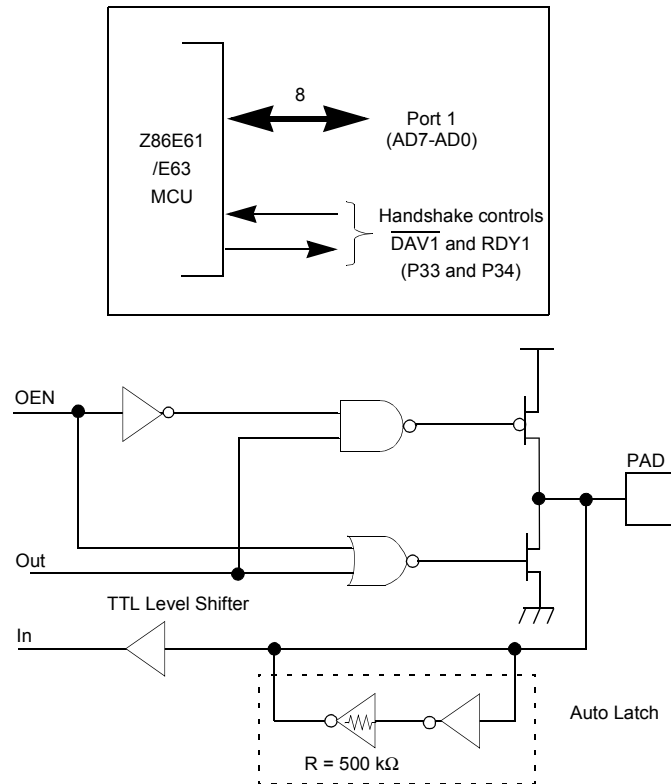 8
Port 1
(AD7-AD0)
Z86E61
/E63
MCU
Handshake controls
DAV1 and RDY1
(P33 and P34)
OEN
PAD
Out
TTL Level Shifter
In
Auto Latch
R = 500 kΩ